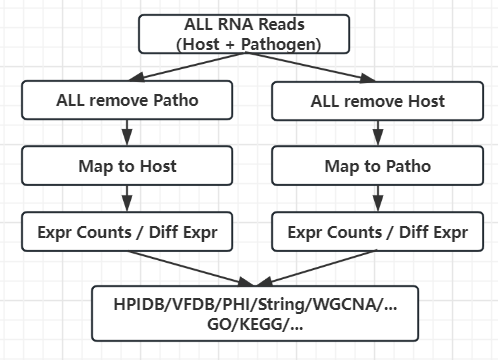 ALL RNA Reads
(Host + Pathogen)
ALL remove Patho
ALL remove Host
Map to Host
Map to Patho
Expr Counts / Diff Expr
Expr Counts / Diff Expr
HPIDB/VFDB/PHI/String/WGCNA/...
GO/KEGG/...